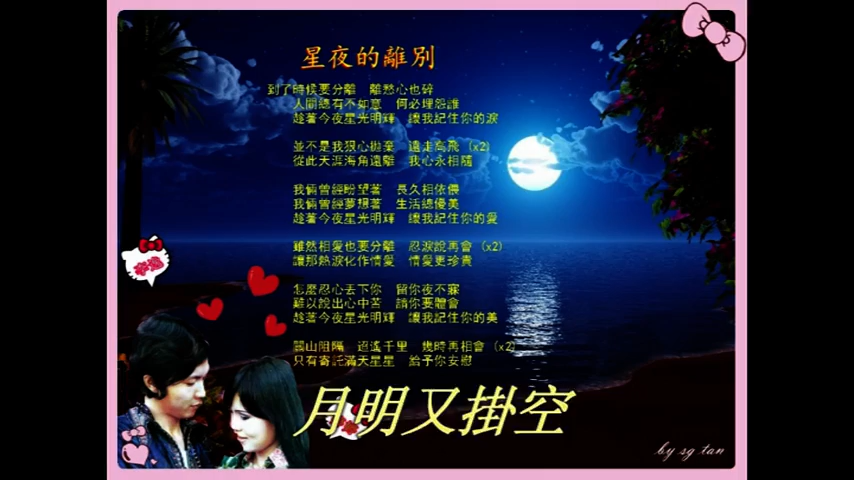 星夜的離別
到了時候要分離　離愁心也碎
人間總有不如意　何必埋怨誰
趁著今夜星光明輝　讓我記住你的淚
並不是我狠心拋棄　遠走高飛 (x2)
從此天涯海角遠離　我心永相隨
我倆曾經盼望著　長久相依偎
我倆曾經夢想著　生活總優美
趁著今夜星光明輝　讓我記住你的愛
雖然相愛也要分離　忍淚說再會 (x2)
讓那熱淚化作情愛　情愛更珍貴
怎麼忍心丟下你　留你夜不寐
難以說出心中苦　請你要體會
趁著今夜星光明輝　讓我記住你的美
關山阻隔　迢遙千里　幾時再相會 (x2)
只有寄託滿天星星　給予你安慰
月明又掛空
by sg tan